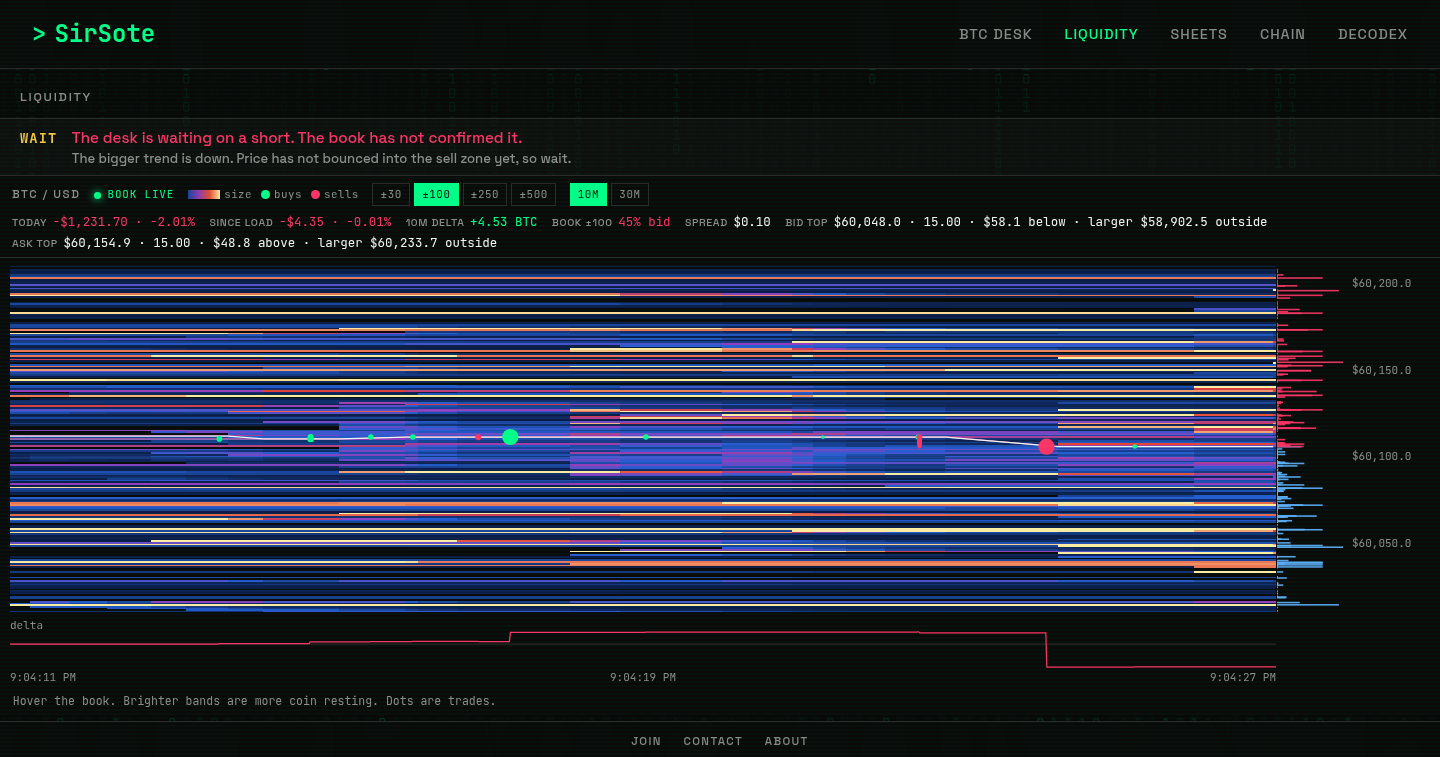 > SirSote
BTC DESK LIQUIDITY SHEETS CHAIN DECODEX
LIQUIDITY
WAIT The desk is waiting on a short. The book has not confirmed it.
The bigger trend is down. Price has not bounced into the sell zone yet, so wait.
BTC / USD BOOK LIVE size buys sells ±30 ±100 ±250 ±500 10M 30M
TODAY -$1,231.70 · -2.01% SINCE LOAD -$4.35 · -0.01% 10M DELTA +4.53 BTC BOOK ±100 45% bid SPREAD $0.10 BID TOP $60,048.0 · 15.00 · $58.1 below · larger $58,902.5 outside
ASK TOP $60,154.9 · 15.00 · $48.8 above · larger $60,233.7 outside
$60,200.0
$60,150.0
$60,100.0
$60,050.0
delta
9:04:11 PM 9:04:19 PM 9:04:27 PM
Hover the book. Brighter bands are more coin resting. Dots are trades.
JOIN CONTACT ABOUT